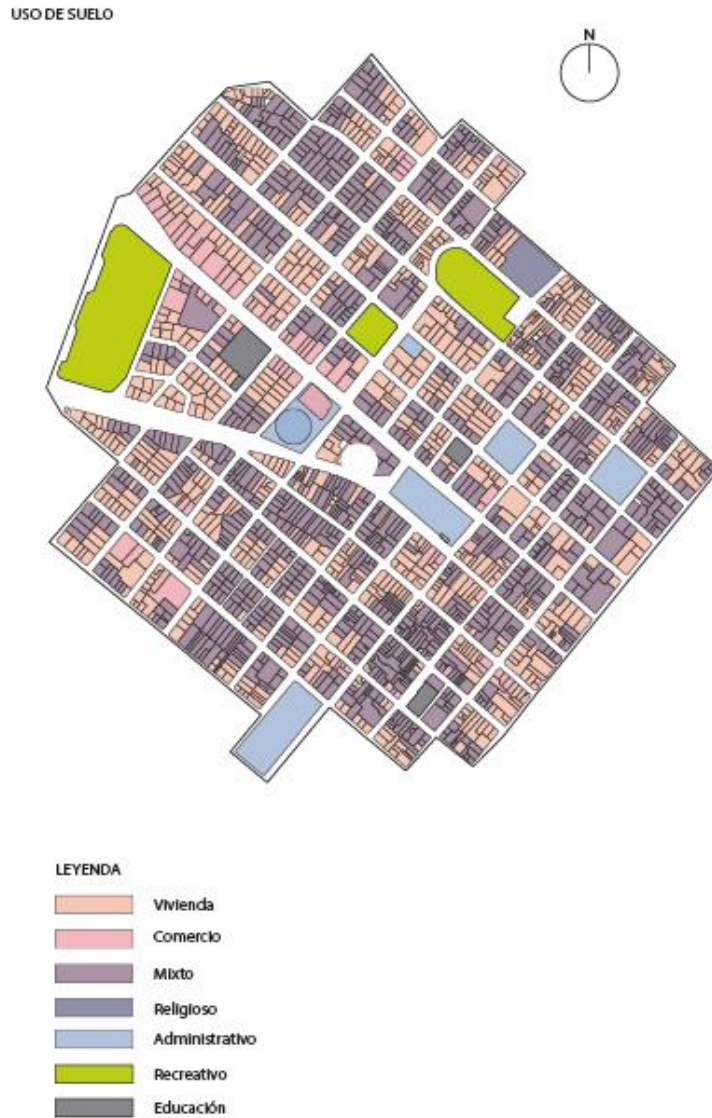 USO DE SUELO
N
LEYENDA
Vivienda
Comercio
Mixto
Religioso
Administrativo
Recreativo
Educación